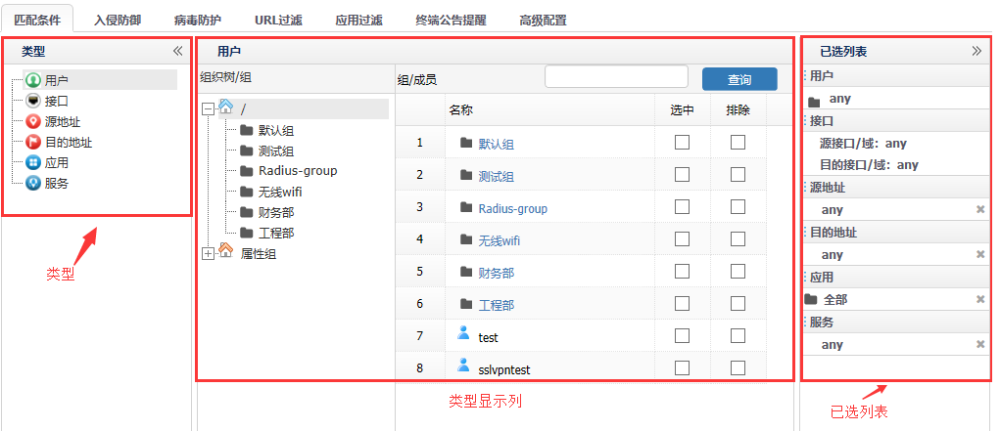 匹配条件 入侵防御 病毒防护 URL过滤 应用过滤 终端公告提醒 高级配置
类型
用户
接口
源地址
目的地址
应用
服务
类型
用户
组织树/组
/
默认组
测试组
Radius-group
无线wifi
财务部
工程部
属性组
组/成员 查询
名称 选中 排除
1 默认组
2 测试组
3 Radius-group
4 无线wifi
5 财务部
6 工程部
7 test
8 sslvpntest
类型显示列
已选列表
用户
any
接口
源接口/域：any
目的接口/域：any
源地址
any
目的地址
any
应用
全部
服务
any
已选列表